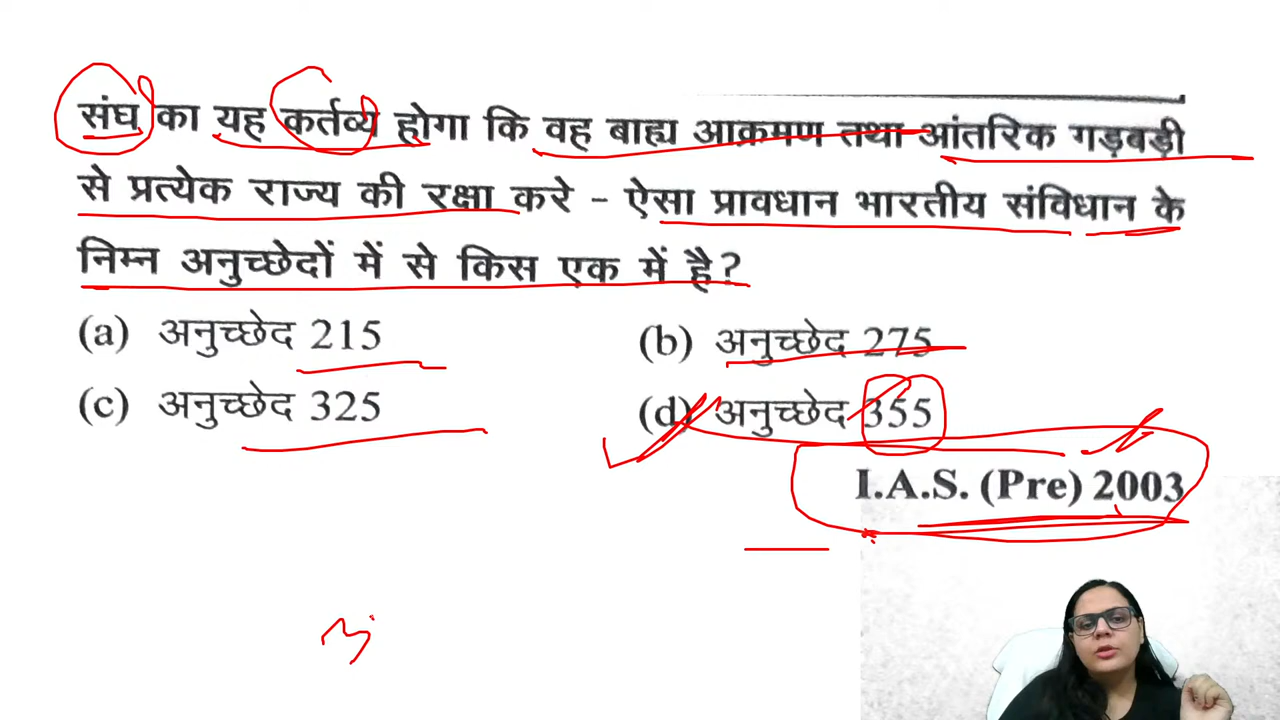 संघ का यह कर्तव्य होगा कि वह बाह्य आक्रमण तथा आंतरिक गड़बड़ी
से प्रत्येक राज्य की रक्षा करे - ऐसा प्रावधान भारतीय संविधान के
निम्न अनुच्छेदों में से किस एक में है?
(a) अनुच्छेद 215 (b) अनुच्छेद 275
(c) अनुच्छेद 325 (d) अनुच्छेद 355
I.A.S. (Pre) 2003